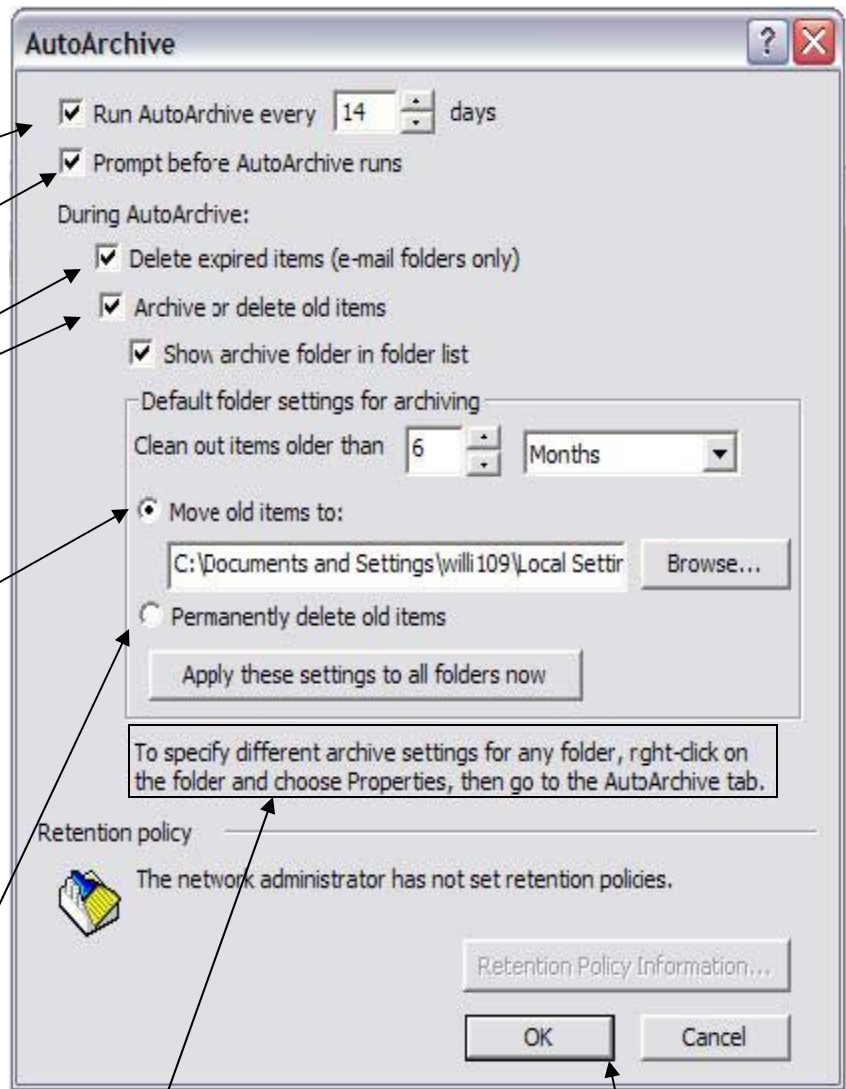 AutoArchive
Run AutoArchive every 14 days
Prompt before AutoArchive runs
During AutoArchive:
Delete expired items (e-mail folders only)
Archive or delete old items
Show archive folder in folder list
Default folder settings for archiving
Clean out items older than 6 Months
Move old items to:
C:\Documents and Settings\willi109\Local Settir Browse...
Permanently delete old items
Apply these settings to all folders now
To specify different archive settings for any folder, rght-click on
the folder and choose Properties, then go to the AutoArchive tab.
Retention policy
The network administrator has not set retention policies.
Retention Policy Information...
OK Cancel